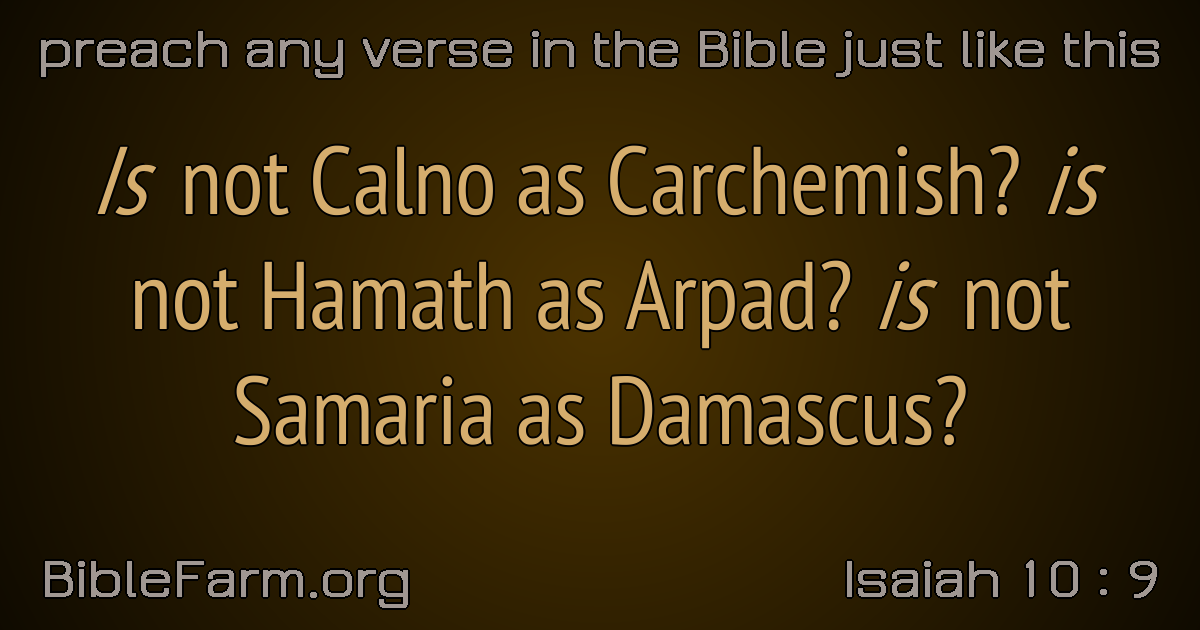 preach any verse in the Bible just like this
Is not Calno as Carchemish? is
not Hamath as Arpad? is not
Samaria as Damascus?
BibleFarm.org
Isaiah 10 : 9